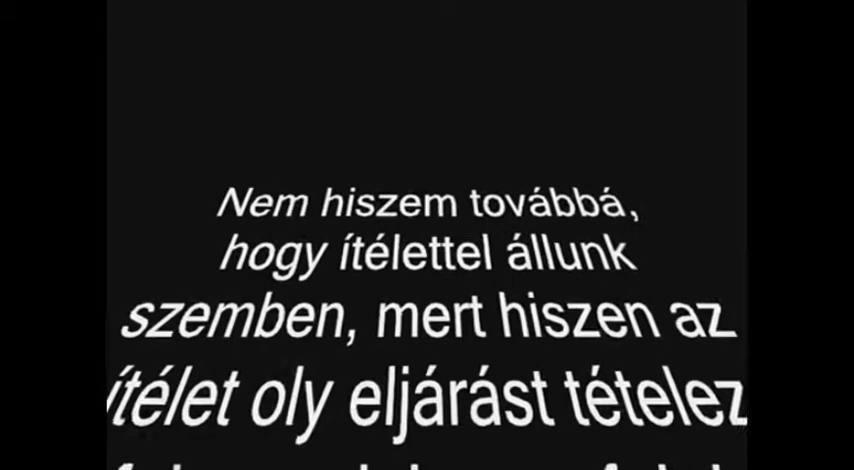 Nem hiszem továbbá,
hogy ítélettel állunk
szemben, mert hiszen az
ítélet oly eljárást tételez